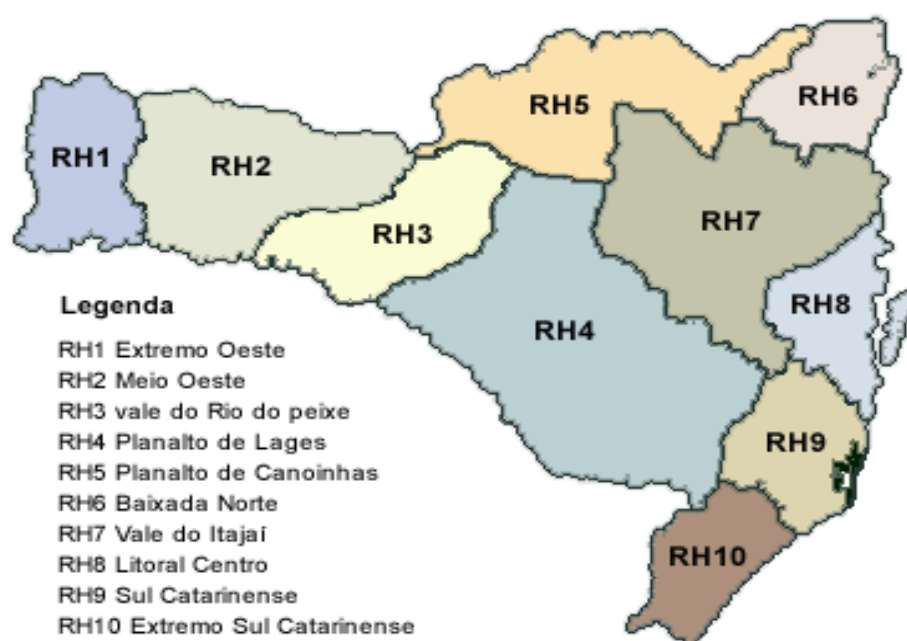 RH5
RH6
RH1
RH2
RH7
RH3
RH8
RH4
RH9
RH10
Legenda
RH1 Extremo Oeste
RH2 Meio Oeste
RH3 vale do Rio do peixe
RH4 Planalto de Lages
RH5 Planalto de Canoinhas
RH6 Baixada Norte
RH7 Vale do Itajaí
RH8 Litoral Centro
RH9 Sul Catarinense
RH10 Extremo Sul Catarinense